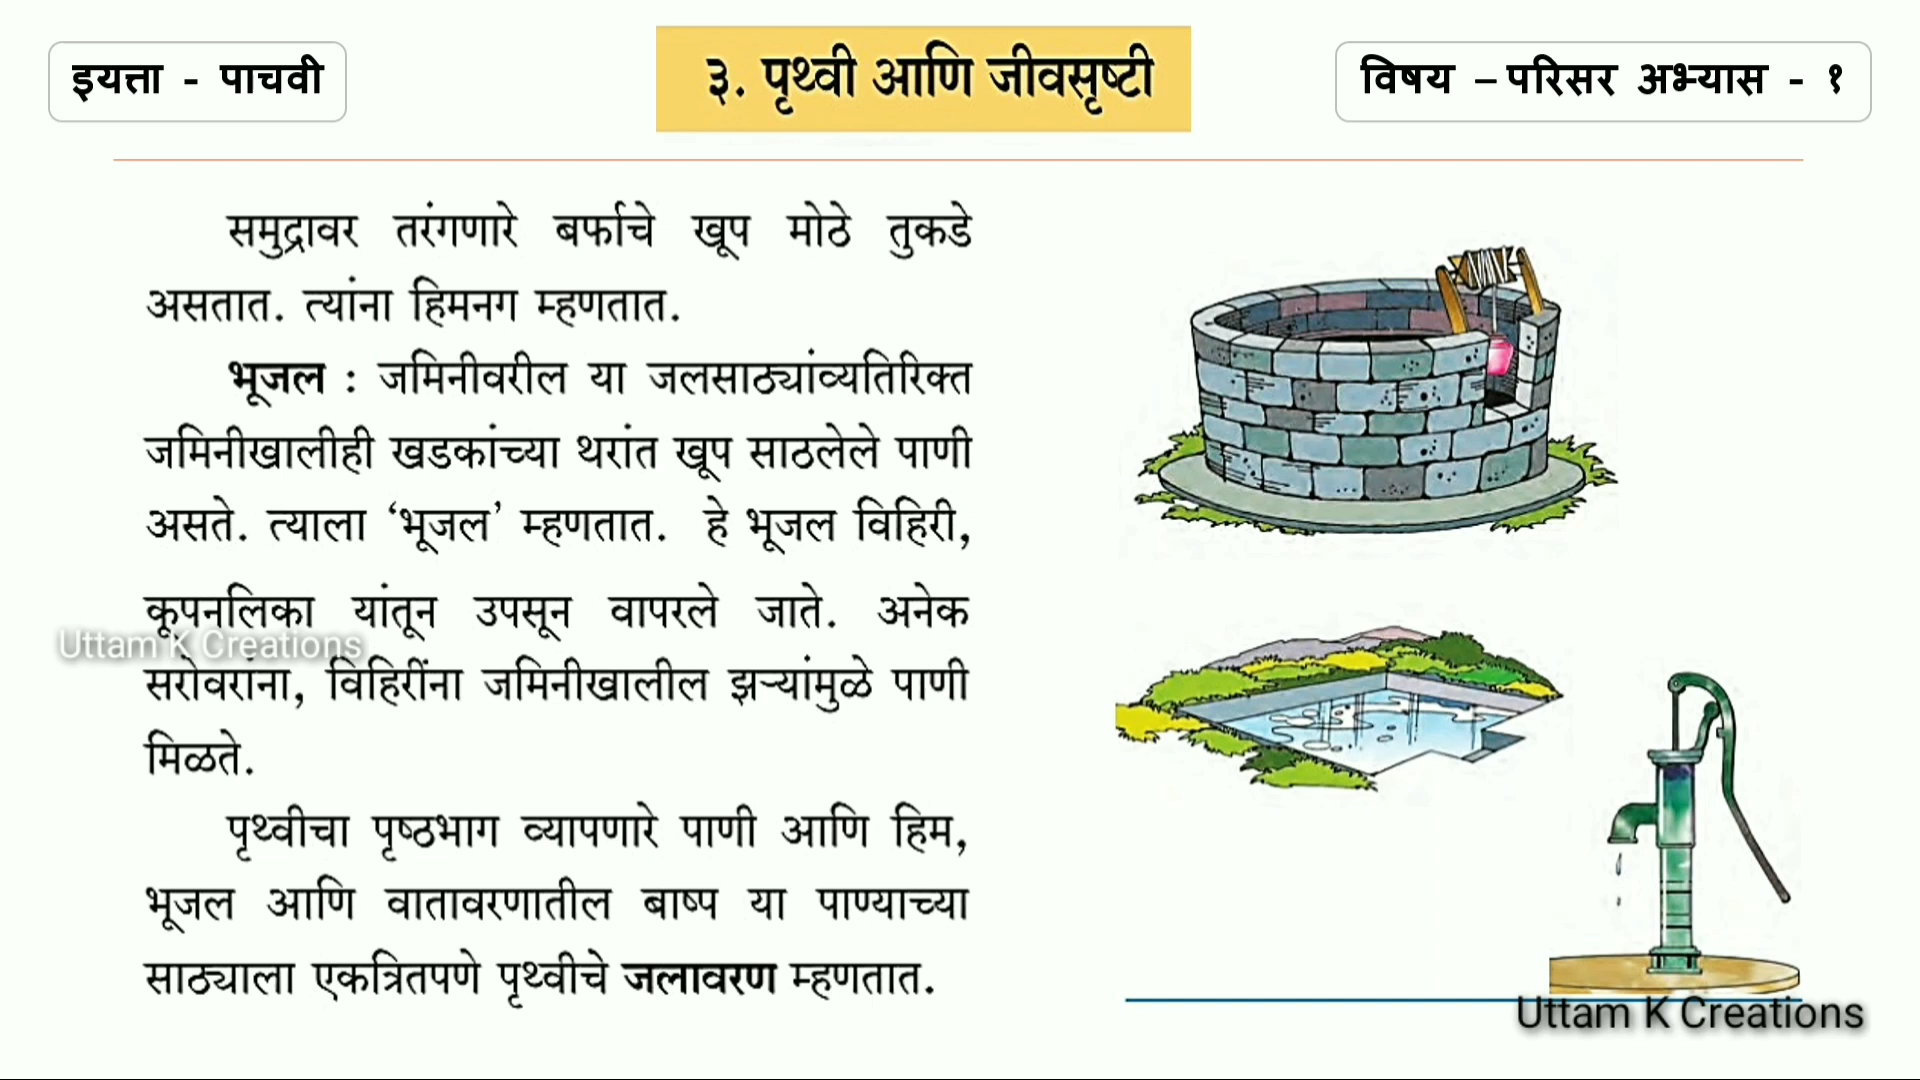 इयत्ता - पाचवी
३. पृथ्वी आणि जीवसृष्टी
विषय – परिसर अभ्यास - १
समुद्रावर तरंगणारे बर्फाचे खूप मोठे तुकडे
असतात. त्यांना हिमनग म्हणतात.
भूजल : जमिनीवरील या जलसाठ्यांव्यतिरिक्त
जमिनीखालीही खडकांच्या थरांत खूप साठलेले पाणी
असते. त्याला ‘भूजल’ म्हणतात. हे भूजल विहिरी,
कूपनलिका यांतून उपसून वापरले जाते. अनेक
Uttam K Creations
सरोवरांना, विहिरींना जमिनीखालील झऱ्यांमुळे पाणी
मिळते.
पृथ्वीचा पृष्ठभाग व्यापणारे पाणी आणि हिम,
भूजल आणि वातावरणातील बाष्प या पाण्याच्या
साठ्याला एकत्रितपणे पृथ्वीचे जलावरण म्हणतात.
Uttam K Creations